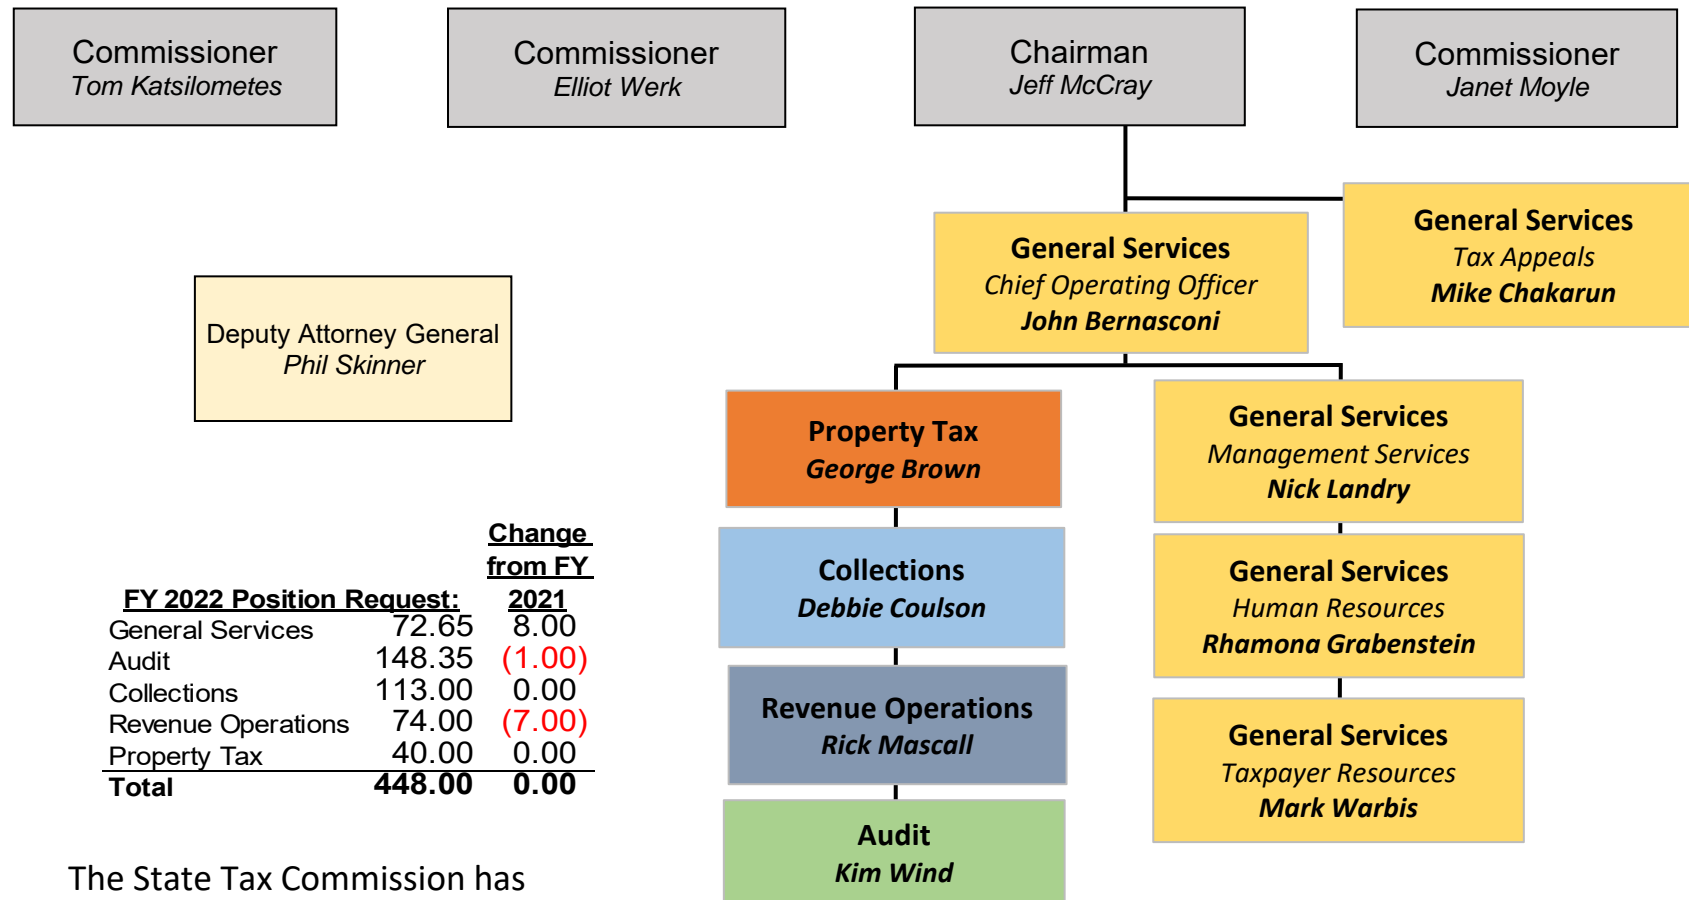 Commissioner
Tom Katsilometes
Commissioner
Elliot Werk
Chairman
Jeff McCray
Commissioner
Janet Moyle
General Services
Tax Appeals
Mike Chakarun
General Services
Chief Operating Officer
John Bernasconi
Deputy Attorney General
Phil Skinner
Property Tax
George Brown
General Services
Management Services
Nick Landry
Collections
Debbie Coulson
General Services
Human Resources
Rhamona Grabenstein
Revenue Operations
Rick Mascall
General Services
Taxpayer Resources
Mark Warbis
Audit
Kim Wind
Change
from FY
FY 2022 Position Request: 2021
General Services 72.65 8.00
Audit 148.35 (1.00)
Collections 113.00 0.00
Revenue Operations 74.00 (7.00)
Property Tax 40.00 0.00
Total 448.00 0.00
The State Tax Commission has